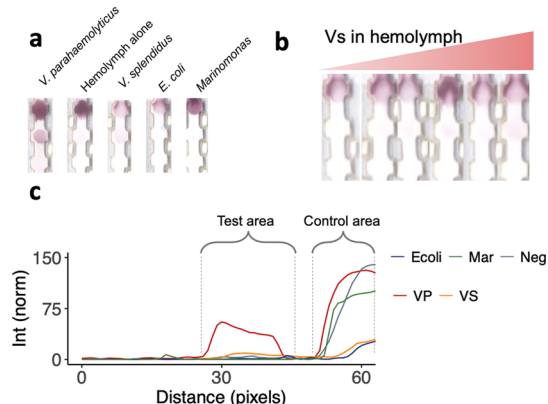 a
V. parahaemolyticus
Hemolymph alone
V. splendidus
E. coli
Marinomonas
b
Vs in hemolymph
c
Test area
Control area
Int (norm)
150
75
0
0
30
60
Distance (pixels)
Ecoli
Mar
Neg
VP
VS